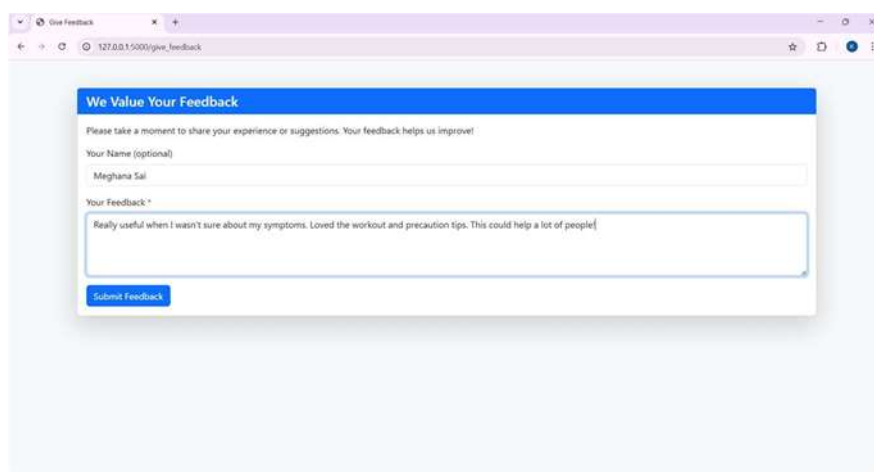 Give Feedback
127.0.0.1:5000/give_feedback
We Value Your Feedback
Please take a moment to share your experience or suggestions. Your feedback helps us improve!
Your Name (optional)
Meghana Sai
Your Feedback *
Really useful when I wasn't sure about my symptoms. Loved the workout and precaution tips. This could help a lot of people!
Submit Feedback